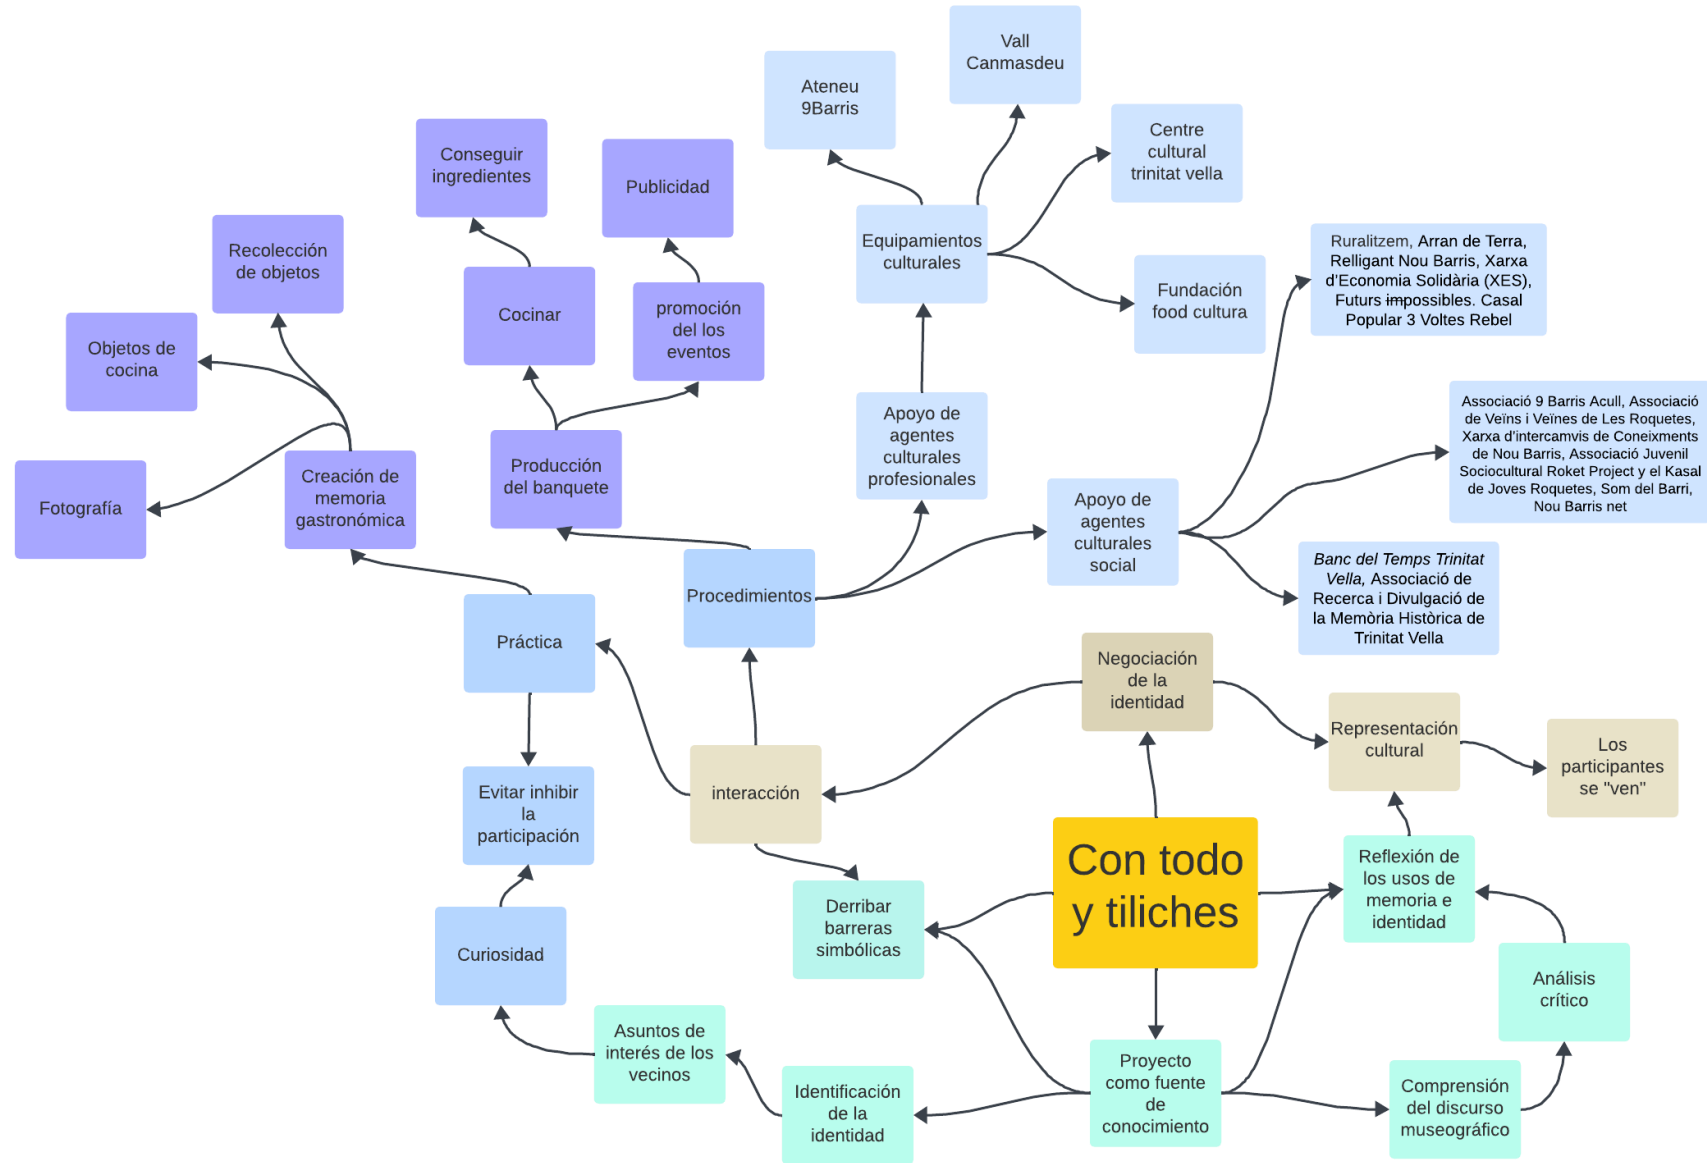 Vall
Canmasdeu
Ateneu
9Barris
Centre
cultural
trinitat vella
Conseguir
ingredientes
Publicidad
Equipamientos
culturales
Recolección
de objetos
Ruralitzem, Arran de Terra,
Relligant Nou Barris, Xarxa
d'Economia Solidària (XES),
Futurs impossibles. Casal
Popular 3 Voltes Rebel
Fundación
food cultura
Cocinar
promoción
del los
eventos
Objetos de
cocina
Apoyo de
agentes
culturales
profesionales
Associació 9 Barris Acull, Associació
de Veïns i Veïnes de Les Roquetes,
Xarxa d'intercamvis de Coneixments
de Nou Barris, Associació Juvenil
Sociocultural Roket Project y el Kasal
de Joves Roquetes, Som del Barri,
Nou Barris net
Producción
del banquete
Creación de
memoria
gastronómica
Fotografía
Apoyo de
agentes
culturales
social
Banc del Temps Trinitat
Vella, Associació de
Recerca i Divulgació de
la Memòria Històrica de
Trinitat Vella
Procedimientos
Práctica
Negociación
de la
identidad
Representación
cultural
Los
participantes
se "ven"
interacción
Evitar inhibir
la
participación
Con todo
y tiliches
Reflexión de
los usos de
memoria e
identidad
Derribar
barreras
simbólicas
Curiosidad
Análisis
crítico
Asuntos de
interés de los
vecinos
Proyecto
como fuente
de
conocimiento
Identificación
de la
identidad
Comprensión
del discurso
museográfico